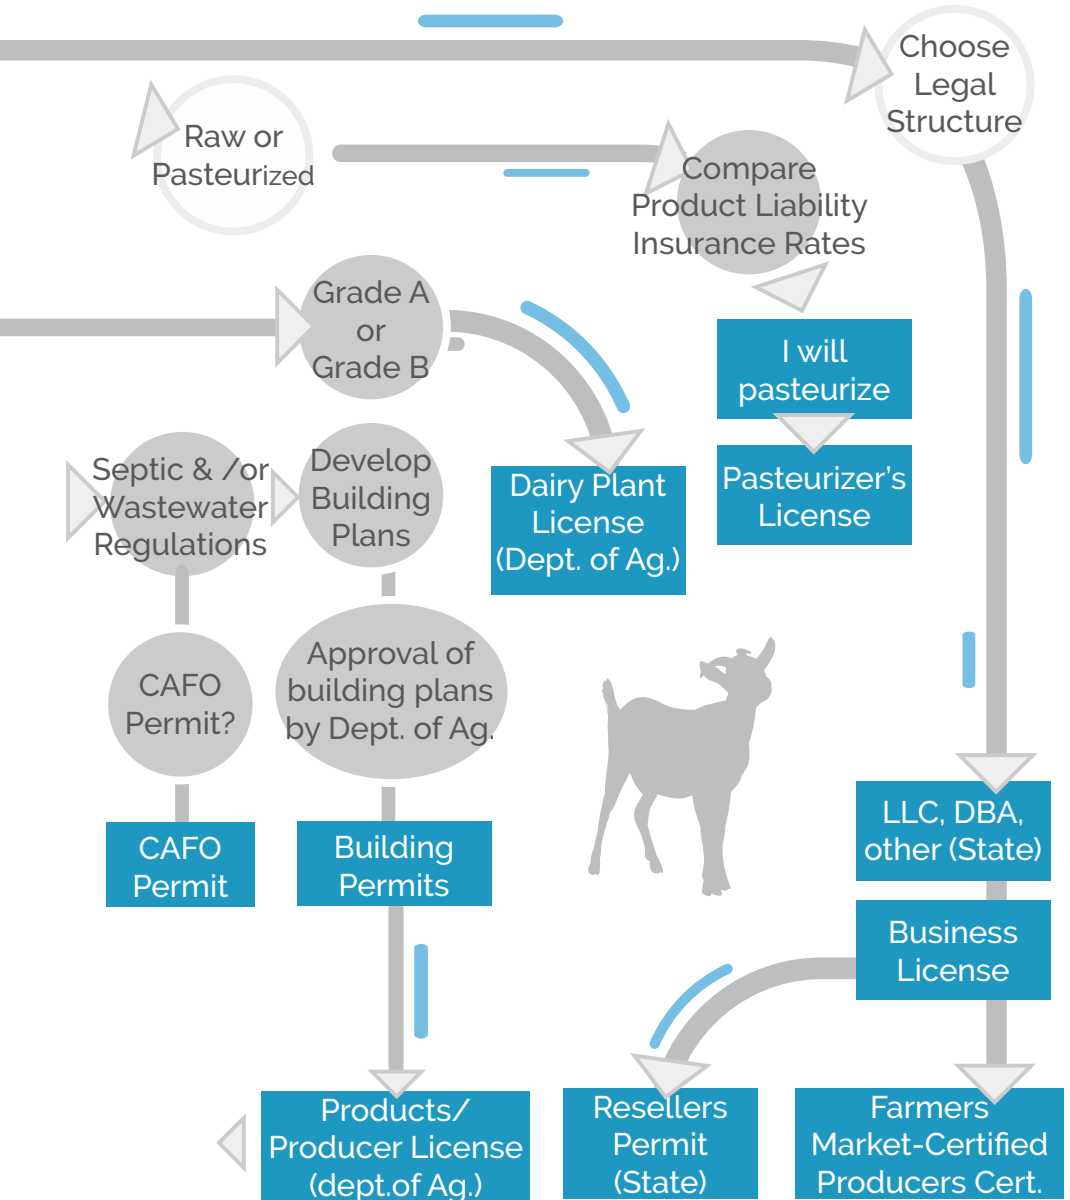 Choose
Legal
Structure
Raw or
Pasteurized
Compare
Product Liability
Insurance Rates
Grade A
or
Grade B
I will
pasteurize
Pasteurizer's
License
Dairy Plant
License
(Dept. of Ag.)
Septic & /or
Wastewater
Regulations
Develop
Building
Plans
CAFO
Permit?
Approval of
building plans
by Dept. of Ag.
CAFO
Permit
Building
Permits
LLC, DBA,
other (State)
Business
License
Products/
Producer License
(dept.of Ag.)
Resellers
Permit
(State)
Farmers
Market-Certified
Producers Cert.